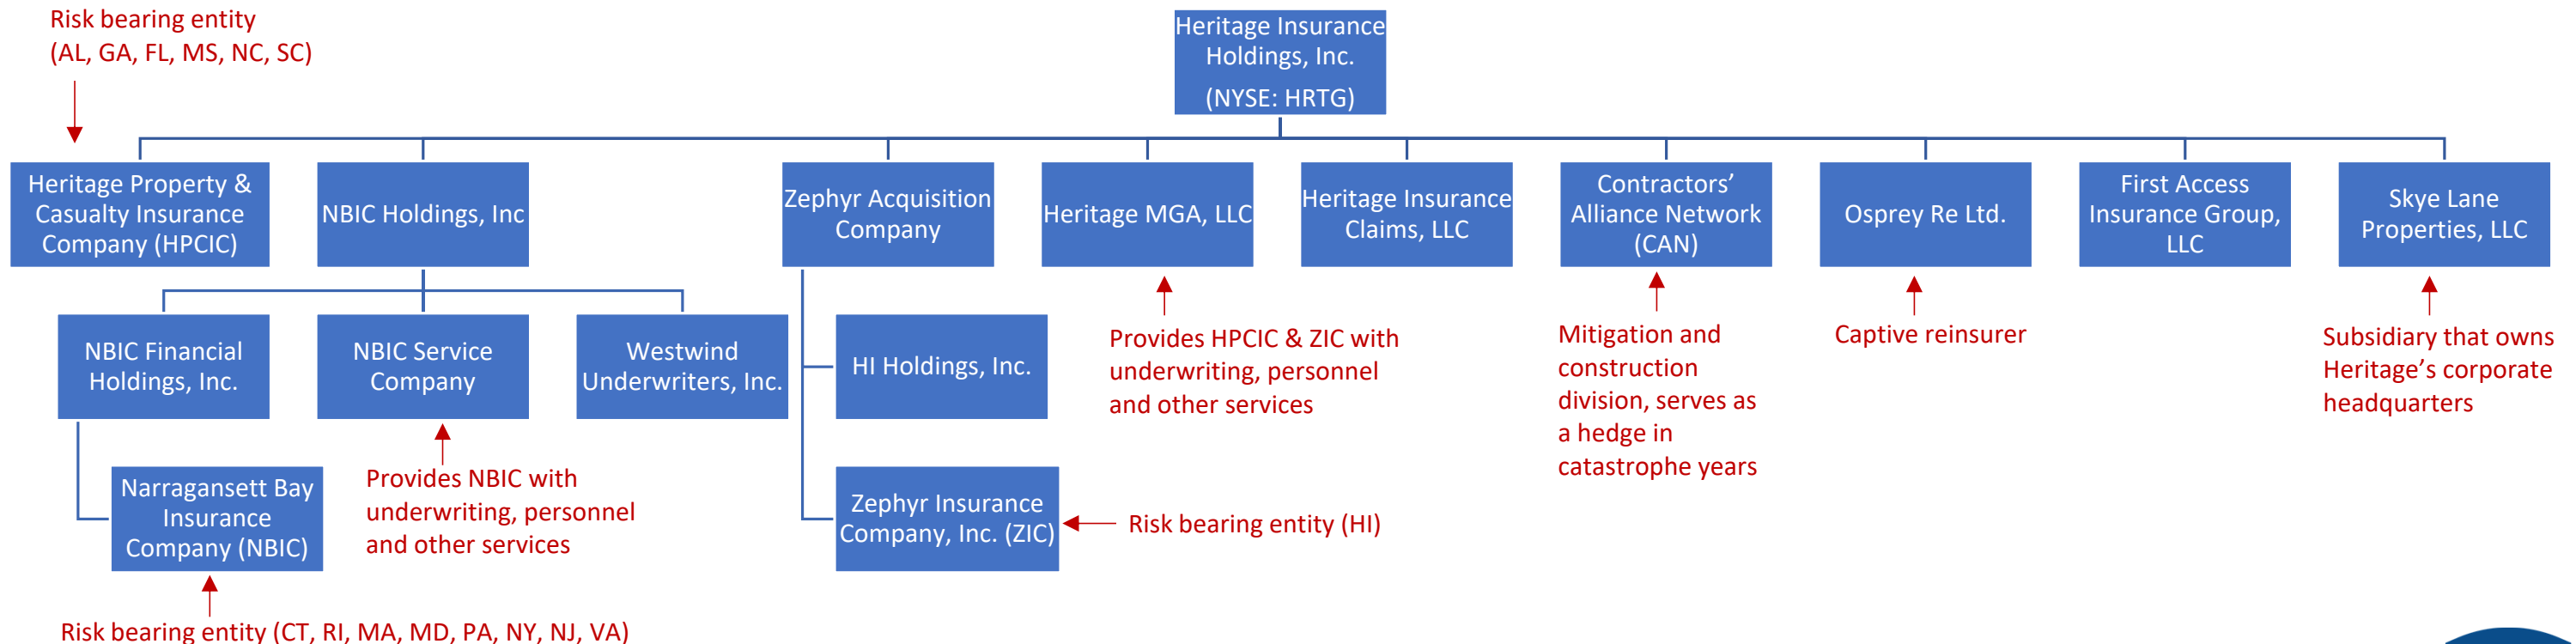 Risk bearing entity
(AL, GA, FL, MS, NC, SC)
Heritage Insurance
Holdings, Inc.
(NYSE: HRTG)
Heritage Property &
Casualty Insurance
Company (HPCIC)
NBIC Holdings, Inc
Zephyr Acquisition
Company
Heritage MGA, LLC
Heritage Insurance
Claims, LLC
Contractors’
Alliance Network
(CAN)
Osprey Re Ltd.
First Access
Insurance Group,
LLC
Skye Lane
Properties, LLC
NBIC Financial
Holdings, Inc.
NBIC Service
Company
Westwind
Underwriters, Inc.
HI Holdings, Inc.
Provides HPCIC & ZIC with
underwriting, personnel
and other services
Mitigation and
construction
division, serves as
a hedge in
catastrophe years
Captive reinsurer
Subsidiary that owns
Heritage’s corporate
headquarters
Narragansett Bay
Insurance
Company (NBIC)
Provides NBIC with
underwriting, personnel
and other services
Zephyr Insurance
Company, Inc. (ZIC)
Risk bearing entity (HI)
Risk bearing entity (CT, RI, MA, MD, PA, NY, NJ, VA)